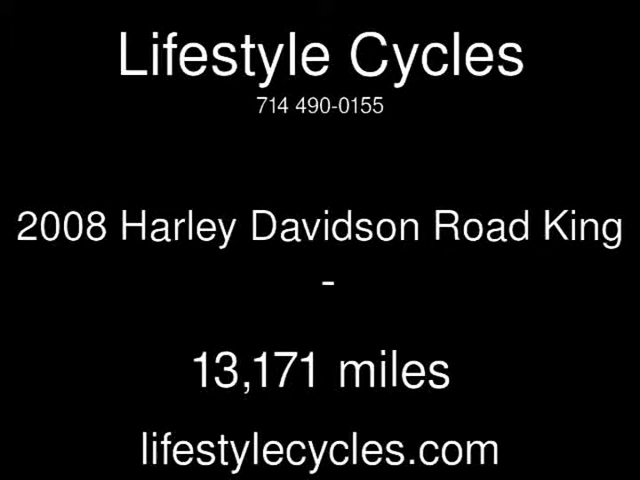 Lifestyle Cycles
714 490-0155
2008 Harley Davidson Road King
-
13,171 miles
lifestylecycles.com